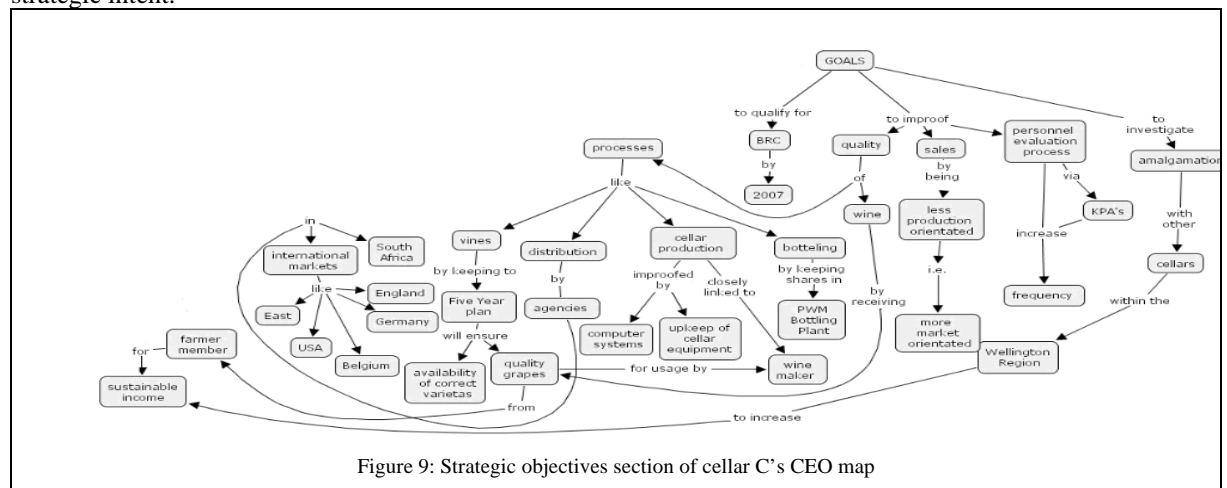 strategic intent.
GOALS
to qualify for
to improof
to
investigate
BRC
quality
sales
personnel
evaluation
process
amalgamation
processes
by
of
by
being
via
like
2007
wine
less
production
orientated
KPA's
with
other
in
international
markets
South
Africa
vines
distribution
cellar
production
botteling
increase
cellars
by keeping to
by
improofed
by
closely
linked to
by keeping
shares in
by
receiving
i.e.
like
England
East
Germany
Five Year
plan
agencies
PWM
Bottling
Plant
frequency
within the
USA
Belgium
will ensure
computer
systems
upkeep of
cellar
equipment
more
market
orientated
Wellington
Region
for
farmer
member
sustainable
income
availability
of correct
varietas
quality
grapes
for usage by
wine
maker
from
to increase
Figure 9: Strategic objectives section of cellar C's CEO map